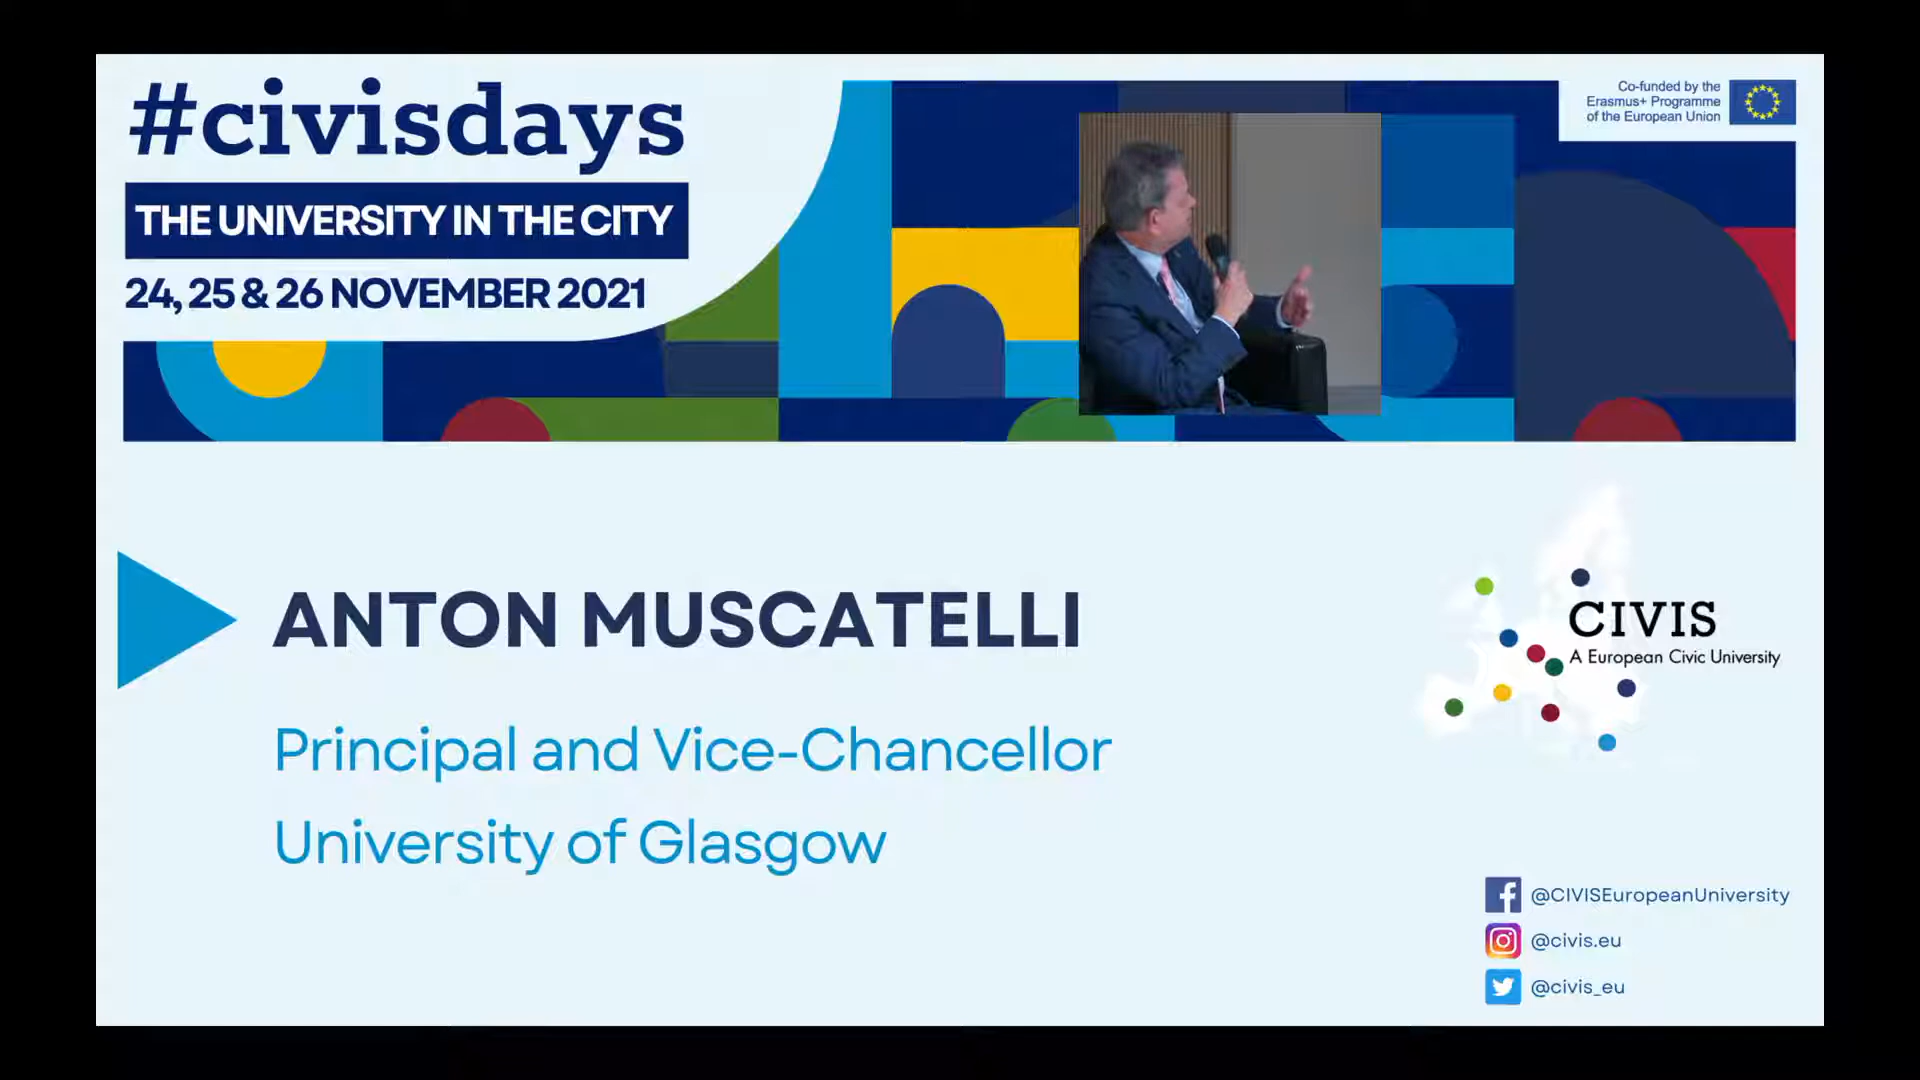 #civisdays
THE UNIVERSITY IN THE CITY
24, 25 & 26 NOVEMBER 2021
Co-funded by the
Erasmus+ Programme
of the European Union
ANTON MUSCATELLI
Principal and Vice-Chancellor
University of Glasgow
CIVIS
A European Civic University
@CIVISEuropeanUniversity
@civis.eu
@civis_eu